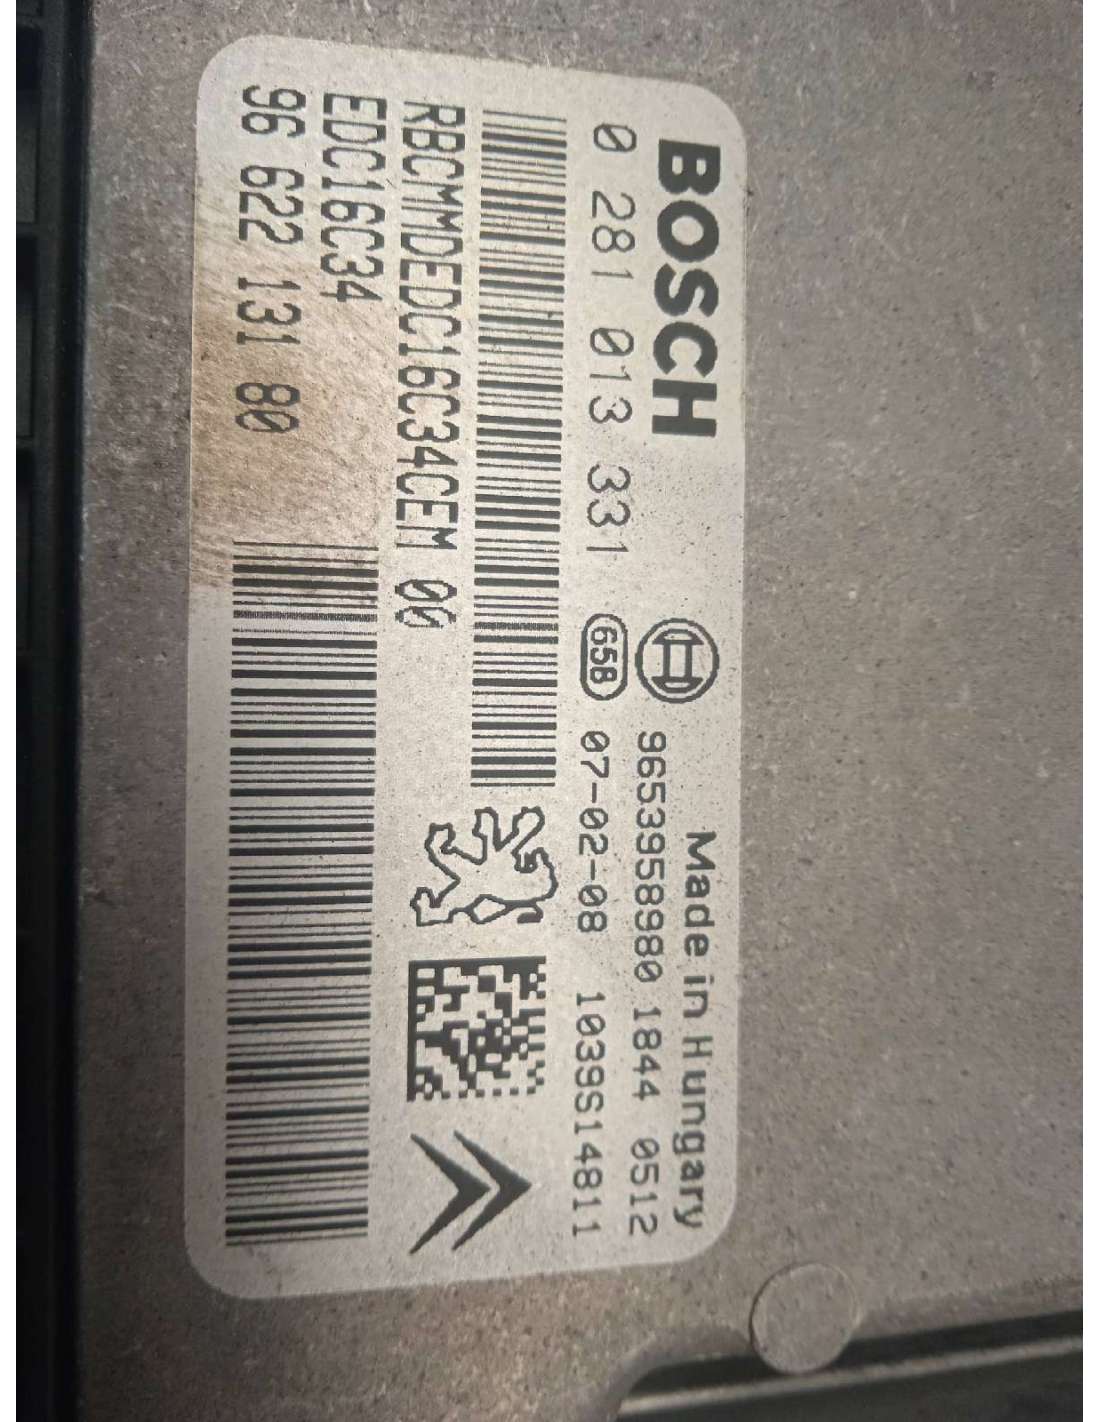 BOSCH
Made in Hungary
9653958980 1844 0512
0 281 013 331 65B 07-02-08 1039S14811
RBCMMDEDC16C34CEM 00
EDC16C34
96 622 131 80